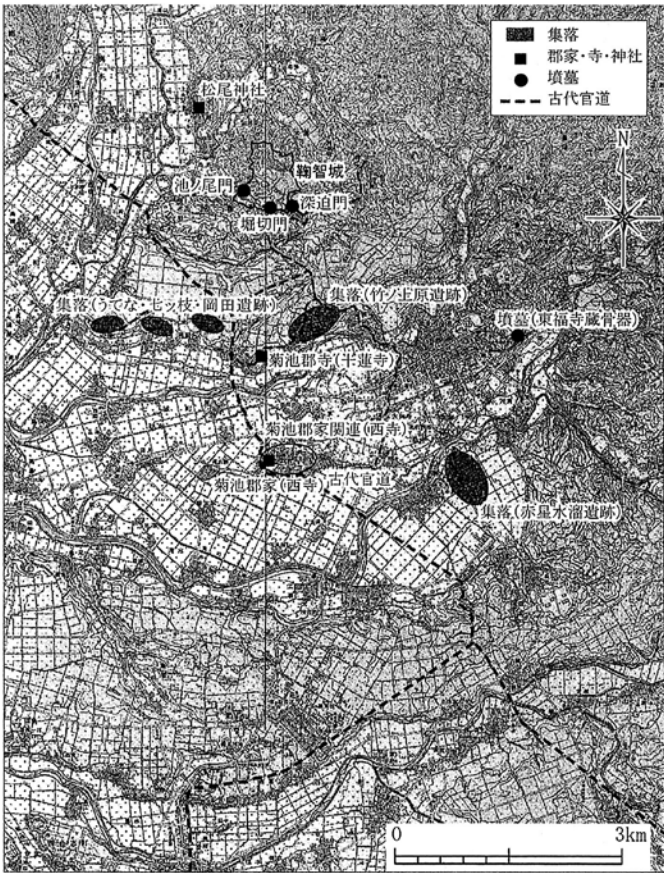 集落
郡家・寺・神社
墳墓
古代官道
N
松尾神社
鞠智城
池ノ尾門
深迫門
堀切門
集落(うてな・七ッ枝・岡田遺跡)
集落(竹ノ上原遺跡)
墳墓(東福寺蔵骨器)
菊池郡寺(十蓮寺)
菊池郡家関連(西寺)
菊池郡家(西寺)
古代官道
集落(赤星水溜遺跡)
0
3km